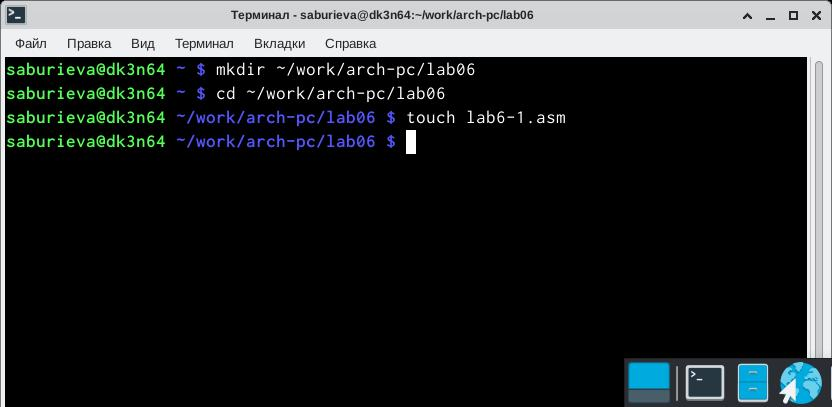 Терминал - saburieva@dk3n64:~/work/arch-pc/lab06
Файл Правка Вид Терминал Вкладки Справка
saburieva@dk3n64 ~ $ mkdir ~/work/arch-pc/lab06
saburieva@dk3n64 ~ $ cd ~/work/arch-pc/lab06
saburieva@dk3n64 ~/work/arch-pc/lab06 $ touch lab6-1.asm
saburieva@dk3n64 ~/work/arch-pc/lab06 $